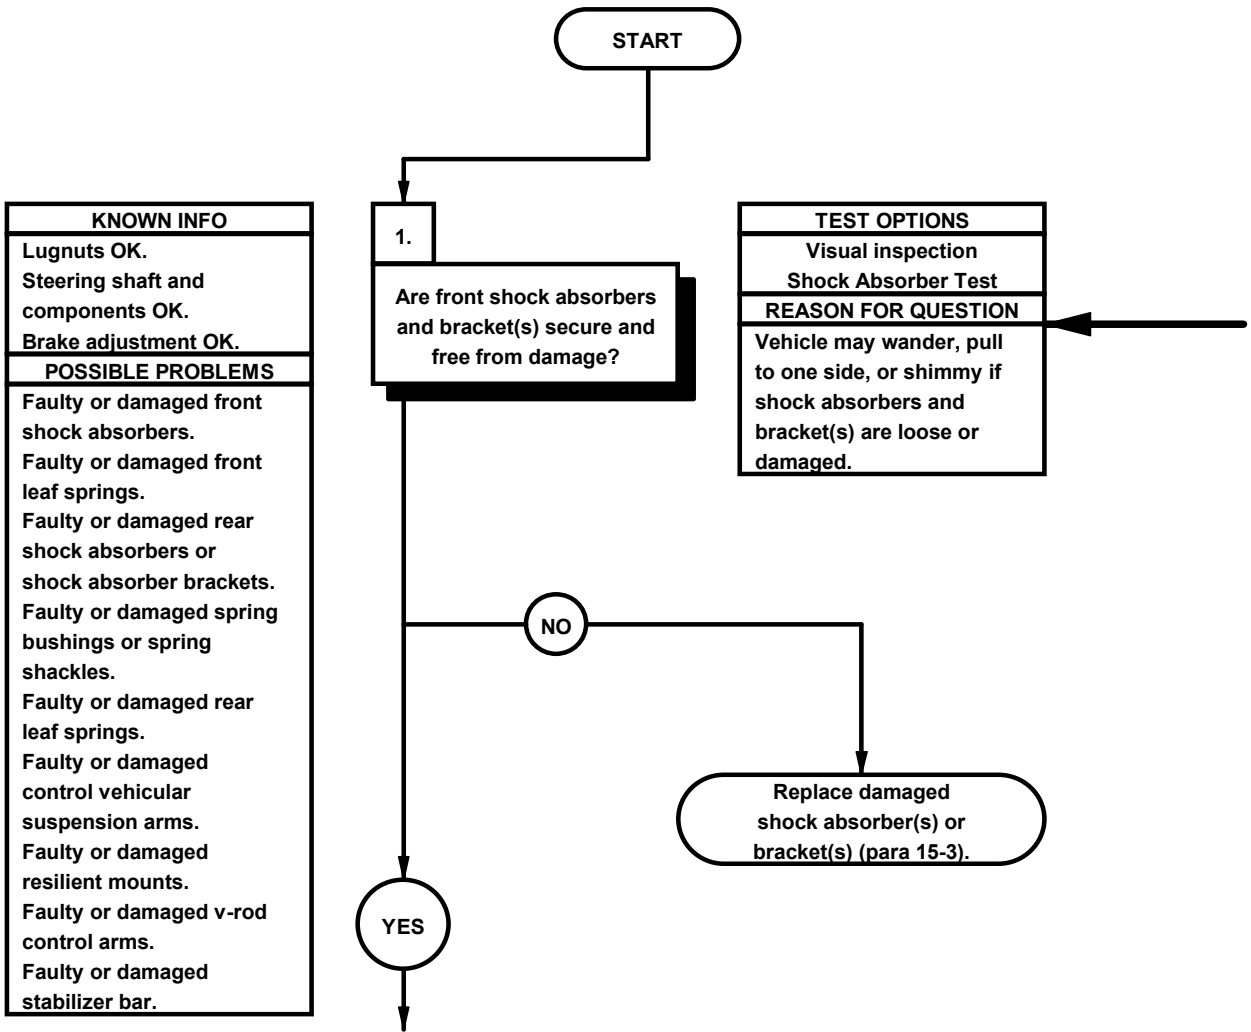 START
KNOWN INFO
Lugnuts OK.
Steering shaft and
components OK.
Brake adjustment OK.
POSSIBLE PROBLEMS
Faulty or damaged front
shock absorbers.
Faulty or damaged front
leaf springs.
Faulty or damaged rear
shock absorbers or
shock absorber brackets.
Faulty or damaged spring
bushings or spring
shackles.
Faulty or damaged rear
leaf springs.
Faulty or damaged
control vehicular
suspension arms.
Faulty or damaged
resilient mounts.
Faulty or damaged v-rod
control arms.
Faulty or damaged
stabilizer bar.
1.
Are front shock absorbers
and bracket(s) secure and
free from damage?
TEST OPTIONS
Visual inspection
Shock Absorber Test
REASON FOR QUESTION
Vehicle may wander, pull
to one side, or shimmy if
shock absorbers and
bracket(s) are loose or
damaged.
NO
Replace damaged
shock absorber(s) or
bracket(s) (para 15-3).
YES